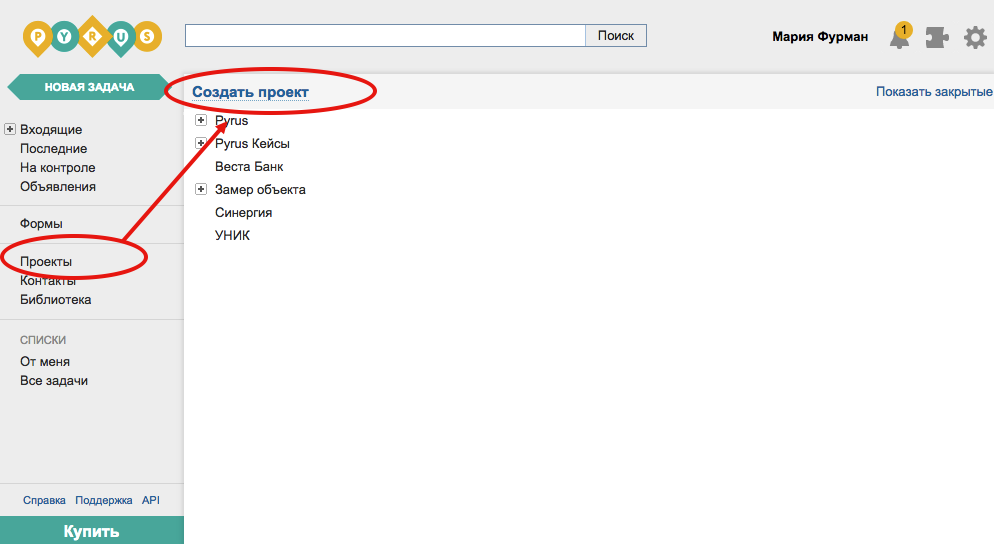 PYRUS
Поиск
Мария Фурман
1
НОВАЯ ЗАДАЧА
Создать проект
Показать закрытые
Входящие
Последние
На контроле
Объявления
Формы
Проекты
Контакты
Библиотека
СПИСКИ
От меня
Все задачи
Pyrus
Pyrus Кейсы
Веста Банк
Замер объекта
Синергия
УНИК
Справка Поддержка API
Купить